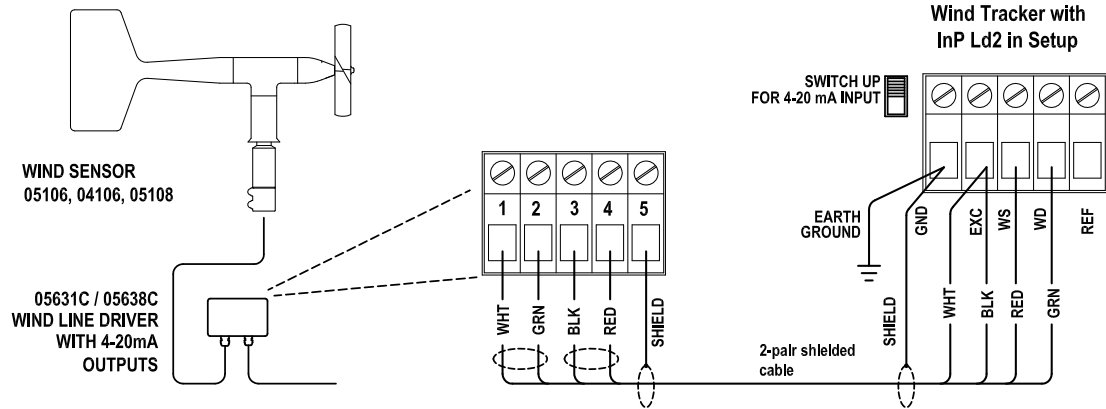 Wind Tracker with
InP Ld2 in Setup
SWITCH UP
FOR 4-20 mA INPUT
WIND SENSOR
05106, 04106, 05108
1 2 3 4 5
EARTH
GROUND
GND
EXC
WS
WD
REF
05631C / 05638C
WIND LINE DRIVER
WITH 4-20mA
OUTPUTS
WHT
GRN
BLK
RED
SHIELD
2-pair shielded
cable
SHIELD
WHT
BLK
RED
GRN